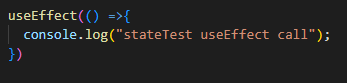 useEffect(() =>{
  console.log("stateTest useEffect call");
})